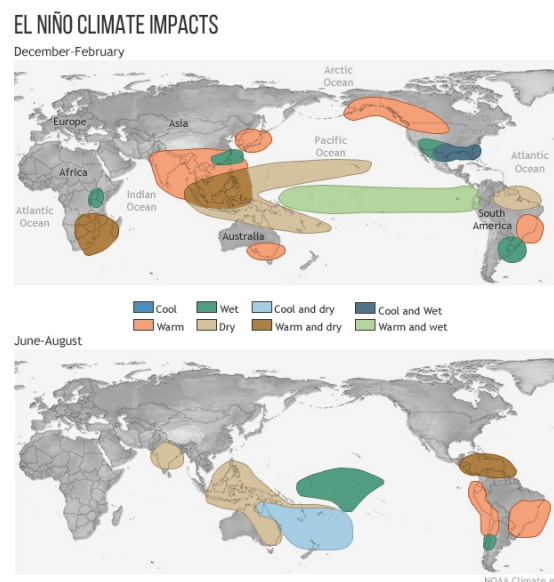 EL NIÑO CLIMATE IMPACTS
December-February
Arctic
Ocean
Europe
Asia
North
America
Pacific
Ocean
Atlantic
Ocean
Africa
Indian
Ocean
Atlantic
Ocean
South
America
Australia
Cool
Wet
Cool and dry
Cool and Wet
Warm
Dry
Warm and dry
Warm and wet
June-August
NOAA Climate.g